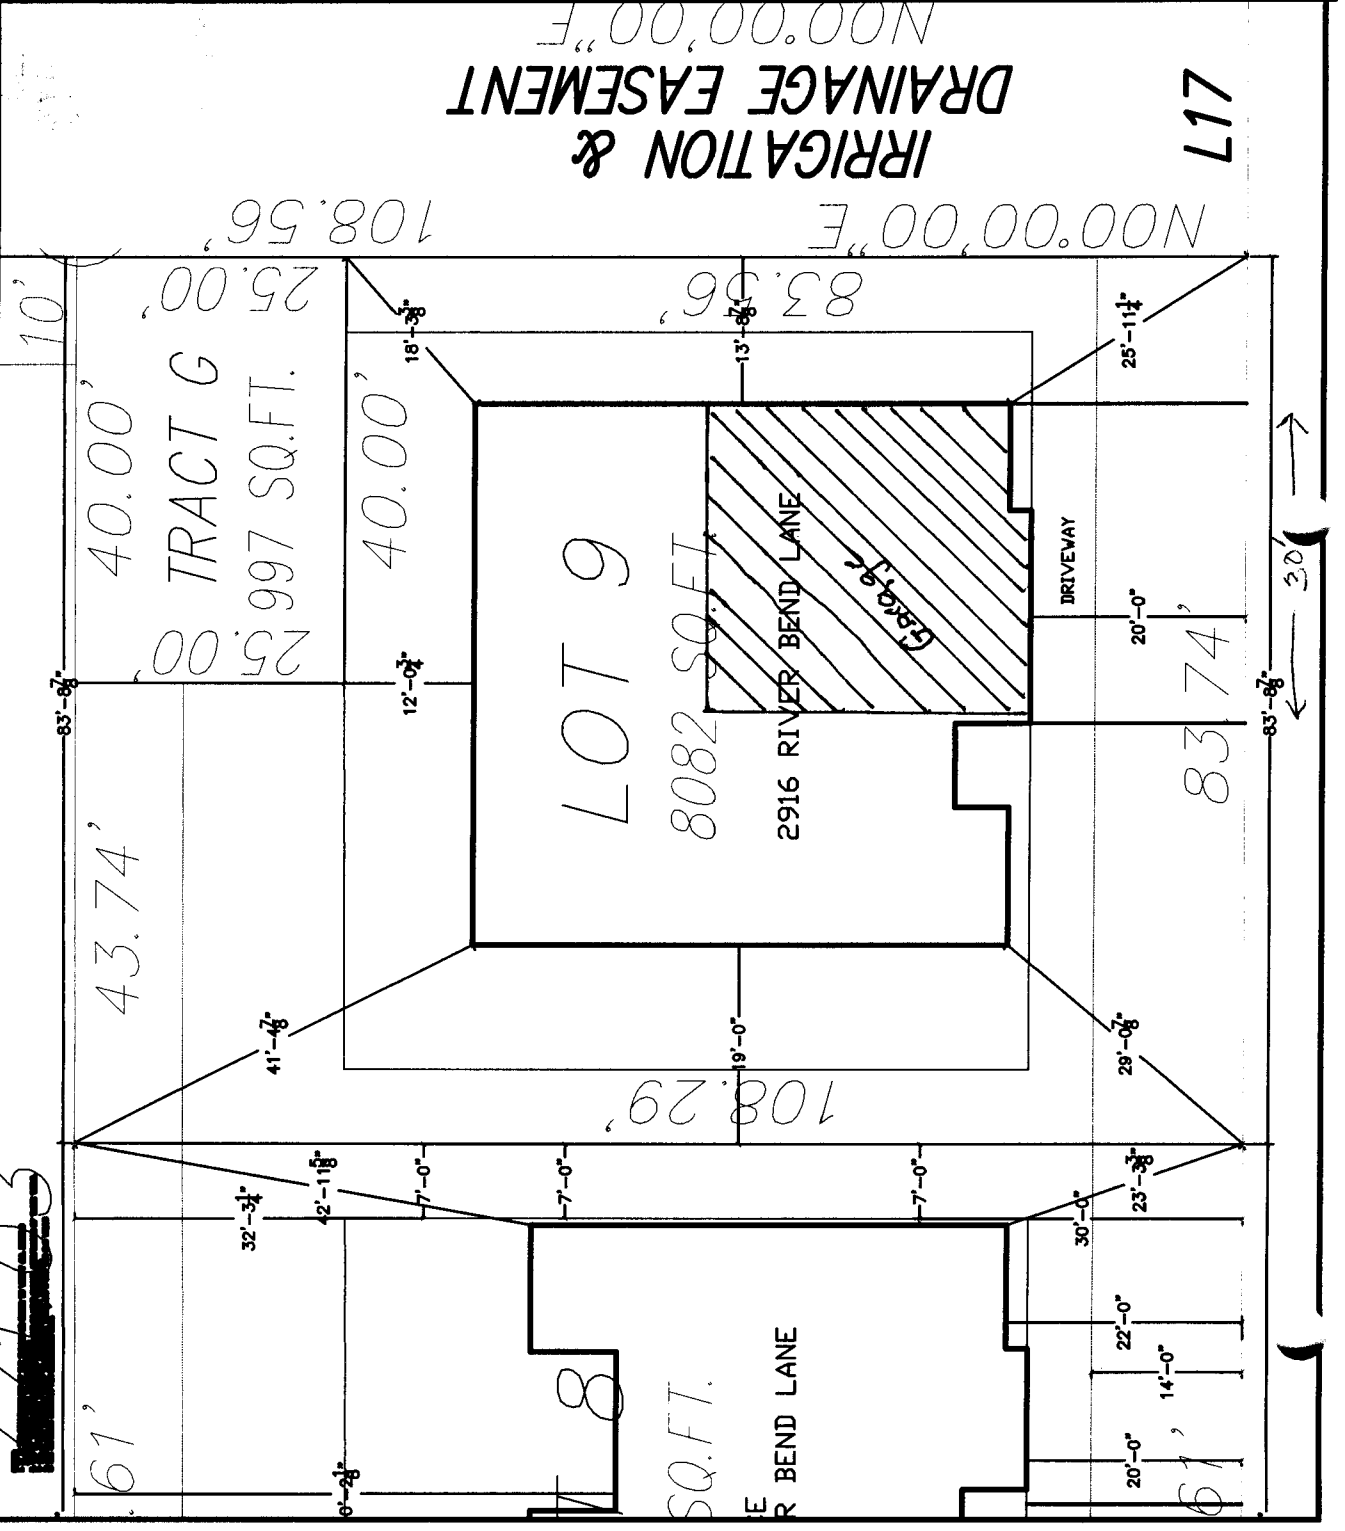 N00°00'00"E
IRRIGATION &
DRAINAGE EASEMENT
L17
N00°00'00"E
108.56'
10'
25.00'
83.56'
40.00'
TRACT G
997 SQ.FT.
40.00'
25.00'
18'-3⅜"
13'-8⅞"
25'-11¼"
83'-8⅞"
12'-0¾"
LOT 9
8082 SQ.FT
2916 RIVER BEND LANE
Garage
DRIVEWAY
20'-0"
83.74'
83'-8⅞"
30'
43.74'
41'-4⅞"
19'-0"
29'-0⅞"
108.29'
32'-3¼"
42'-11⅝"
7'-0"
7'-0"
7'-0"
30'-0"
23'-3⅜"
22'-0"
14'-0"
20'-0"
61'
8
SQ.FT.
R BEND LANE
61'